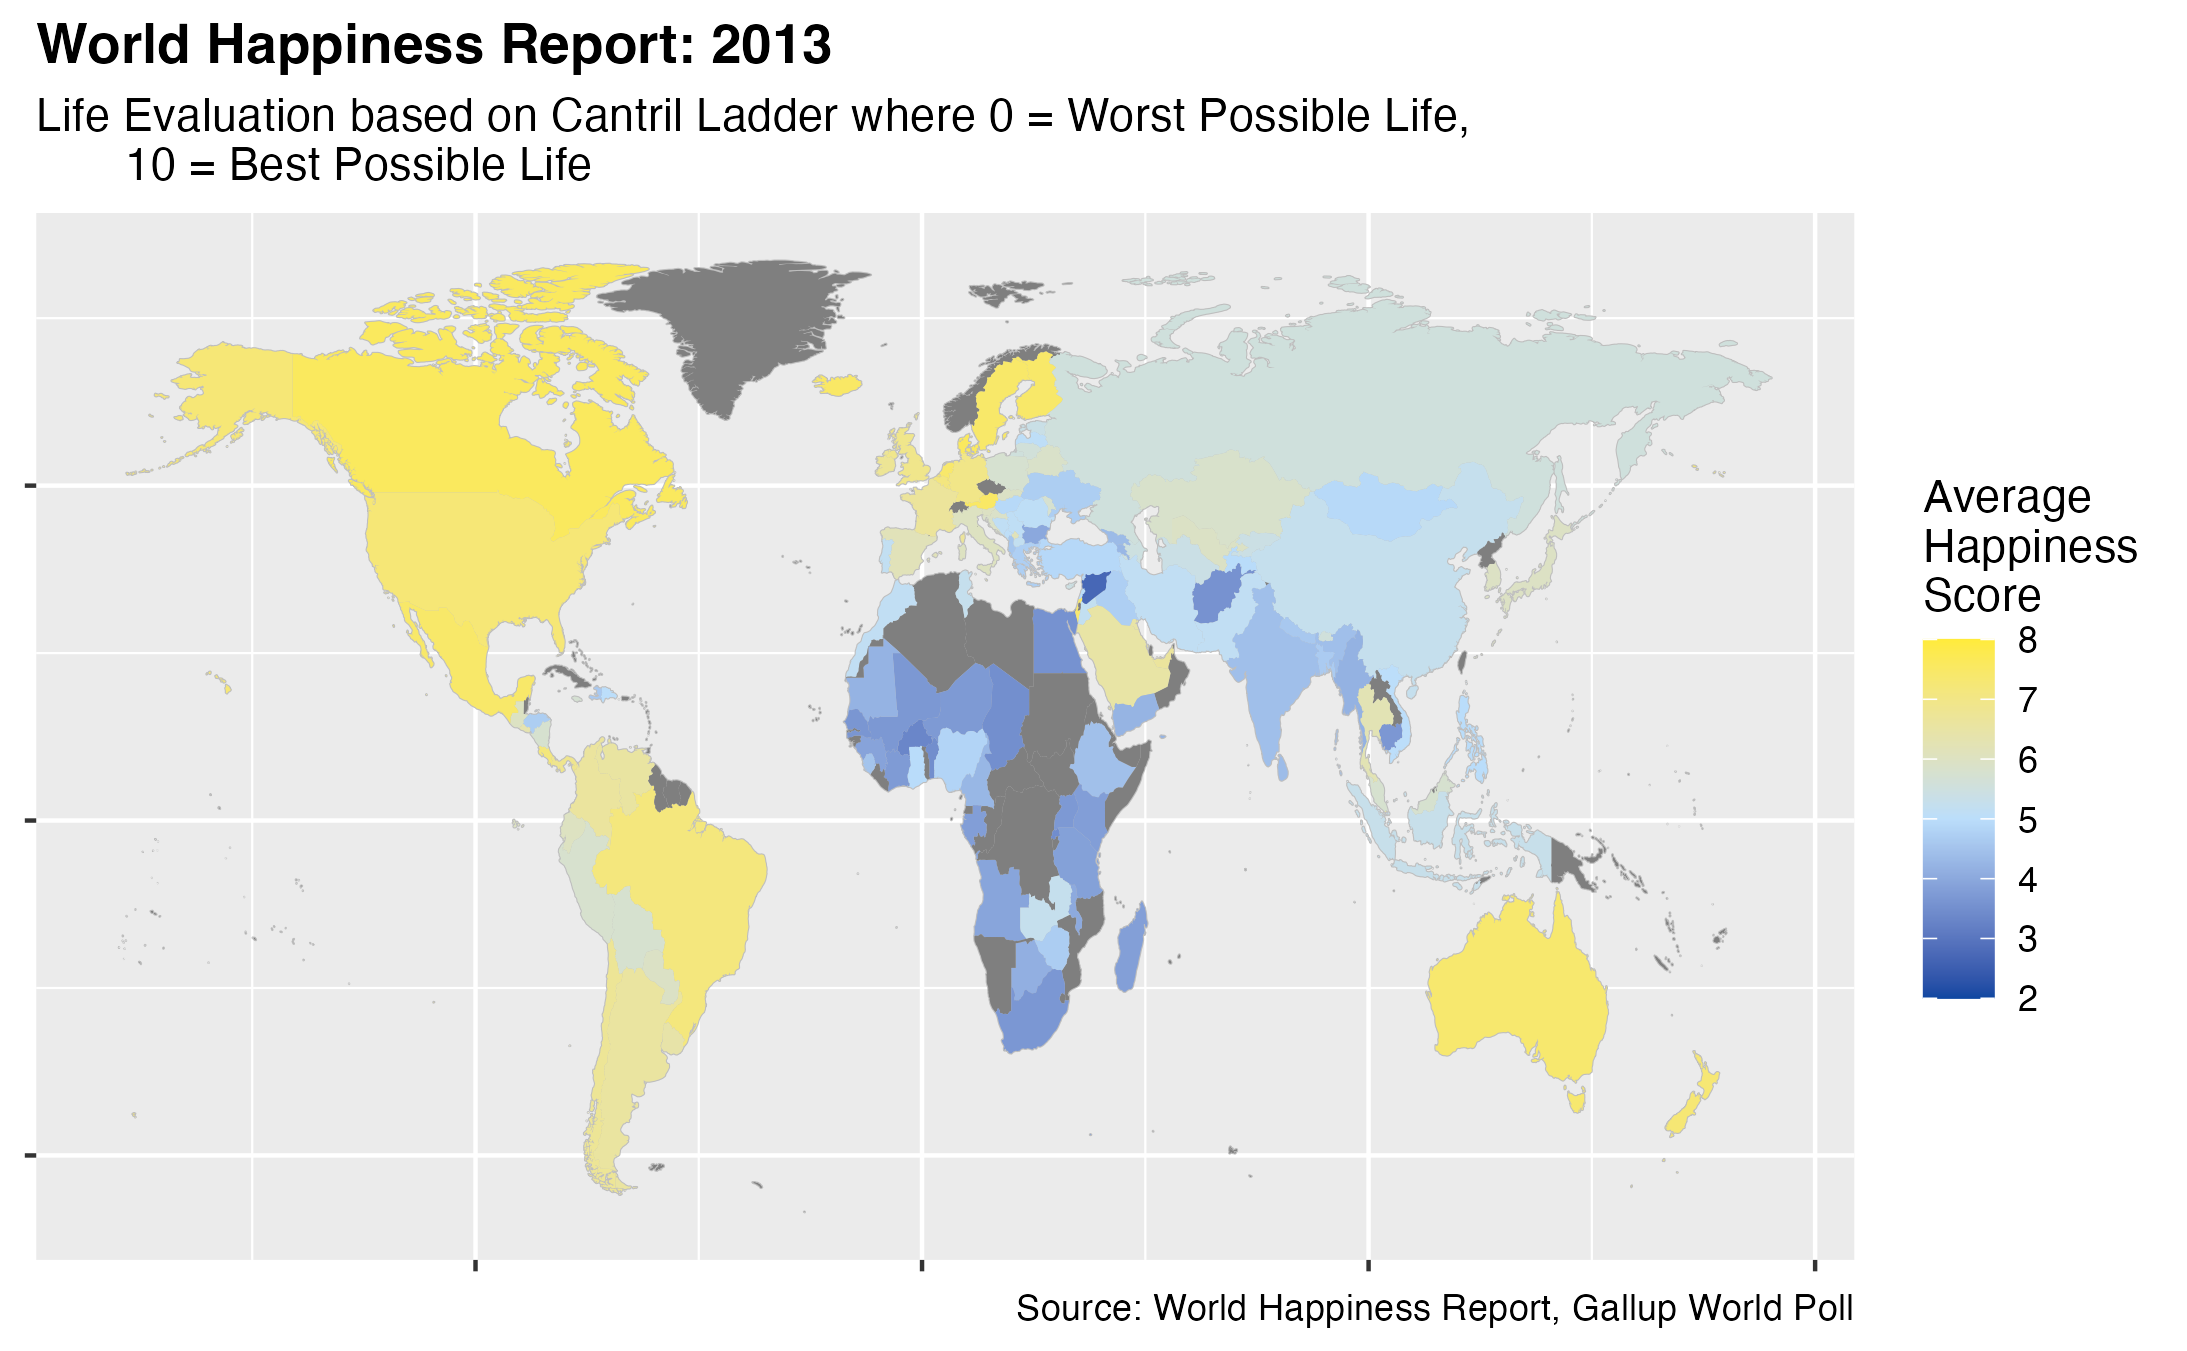 World Happiness Report: 2013
Life Evaluation based on Cantril Ladder where 0 = Worst Possible Life,
10 = Best Possible Life
Average
Happiness
Score
8
7
6
5
4
3
2
Source: World Happiness Report, Gallup World Poll